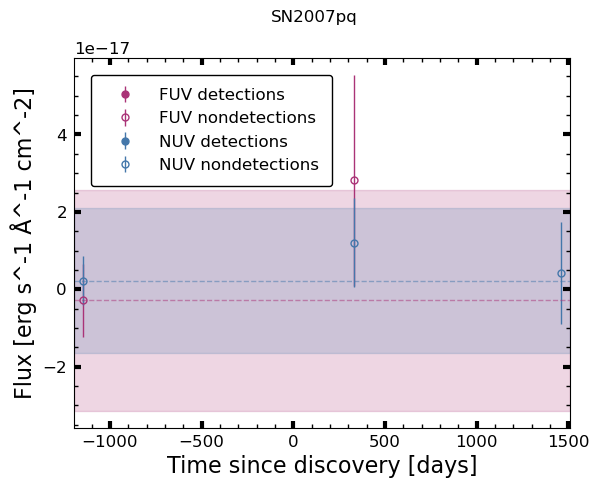 SN2007pq
1e−17
FUV detections
FUV nondetections
NUV detections
NUV nondetections
4
2
0
−2
Flux [erg s^-1 Å^-1 cm^-2]
−1000 −500 0 500 1000 1500
Time since discovery [days]